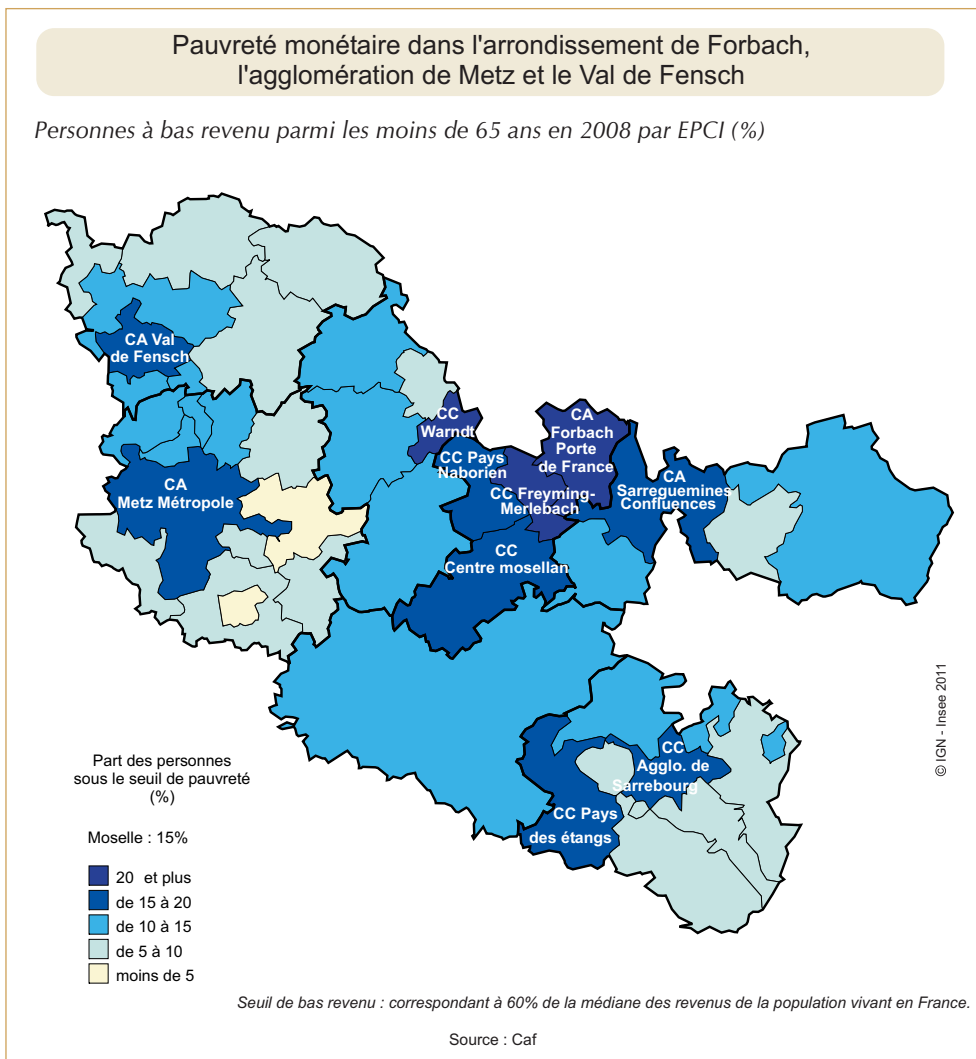 Pauvreté monétaire dans l'arrondissement de Forbach,
l'agglomération de Metz et le Val de Fensch
Personnes à bas revenu parmi les moins de 65 ans en 2008 par EPCI (%)
CA Val
de Fensch
CC
Warndt
CA
Forbach
Porte
de France
CC Pays
Naborien
CC Freyming-
Merlebach
CA
Sarreguemines
Confluences
CA
Metz Métropole
CC
Centre mosellan
CC
Agglo. de
Sarrebourg
CC Pays
des étangs
© IGN - Insee 2011
Part des personnes
sous le seuil de pauvreté
(%)
Moselle : 15%
20 et plus
de 15 à 20
de 10 à 15
de 5 à 10
moins de 5
Seuil de bas revenu : correspondant à 60% de la médiane des revenus de la population vivant en France.
Source : Caf